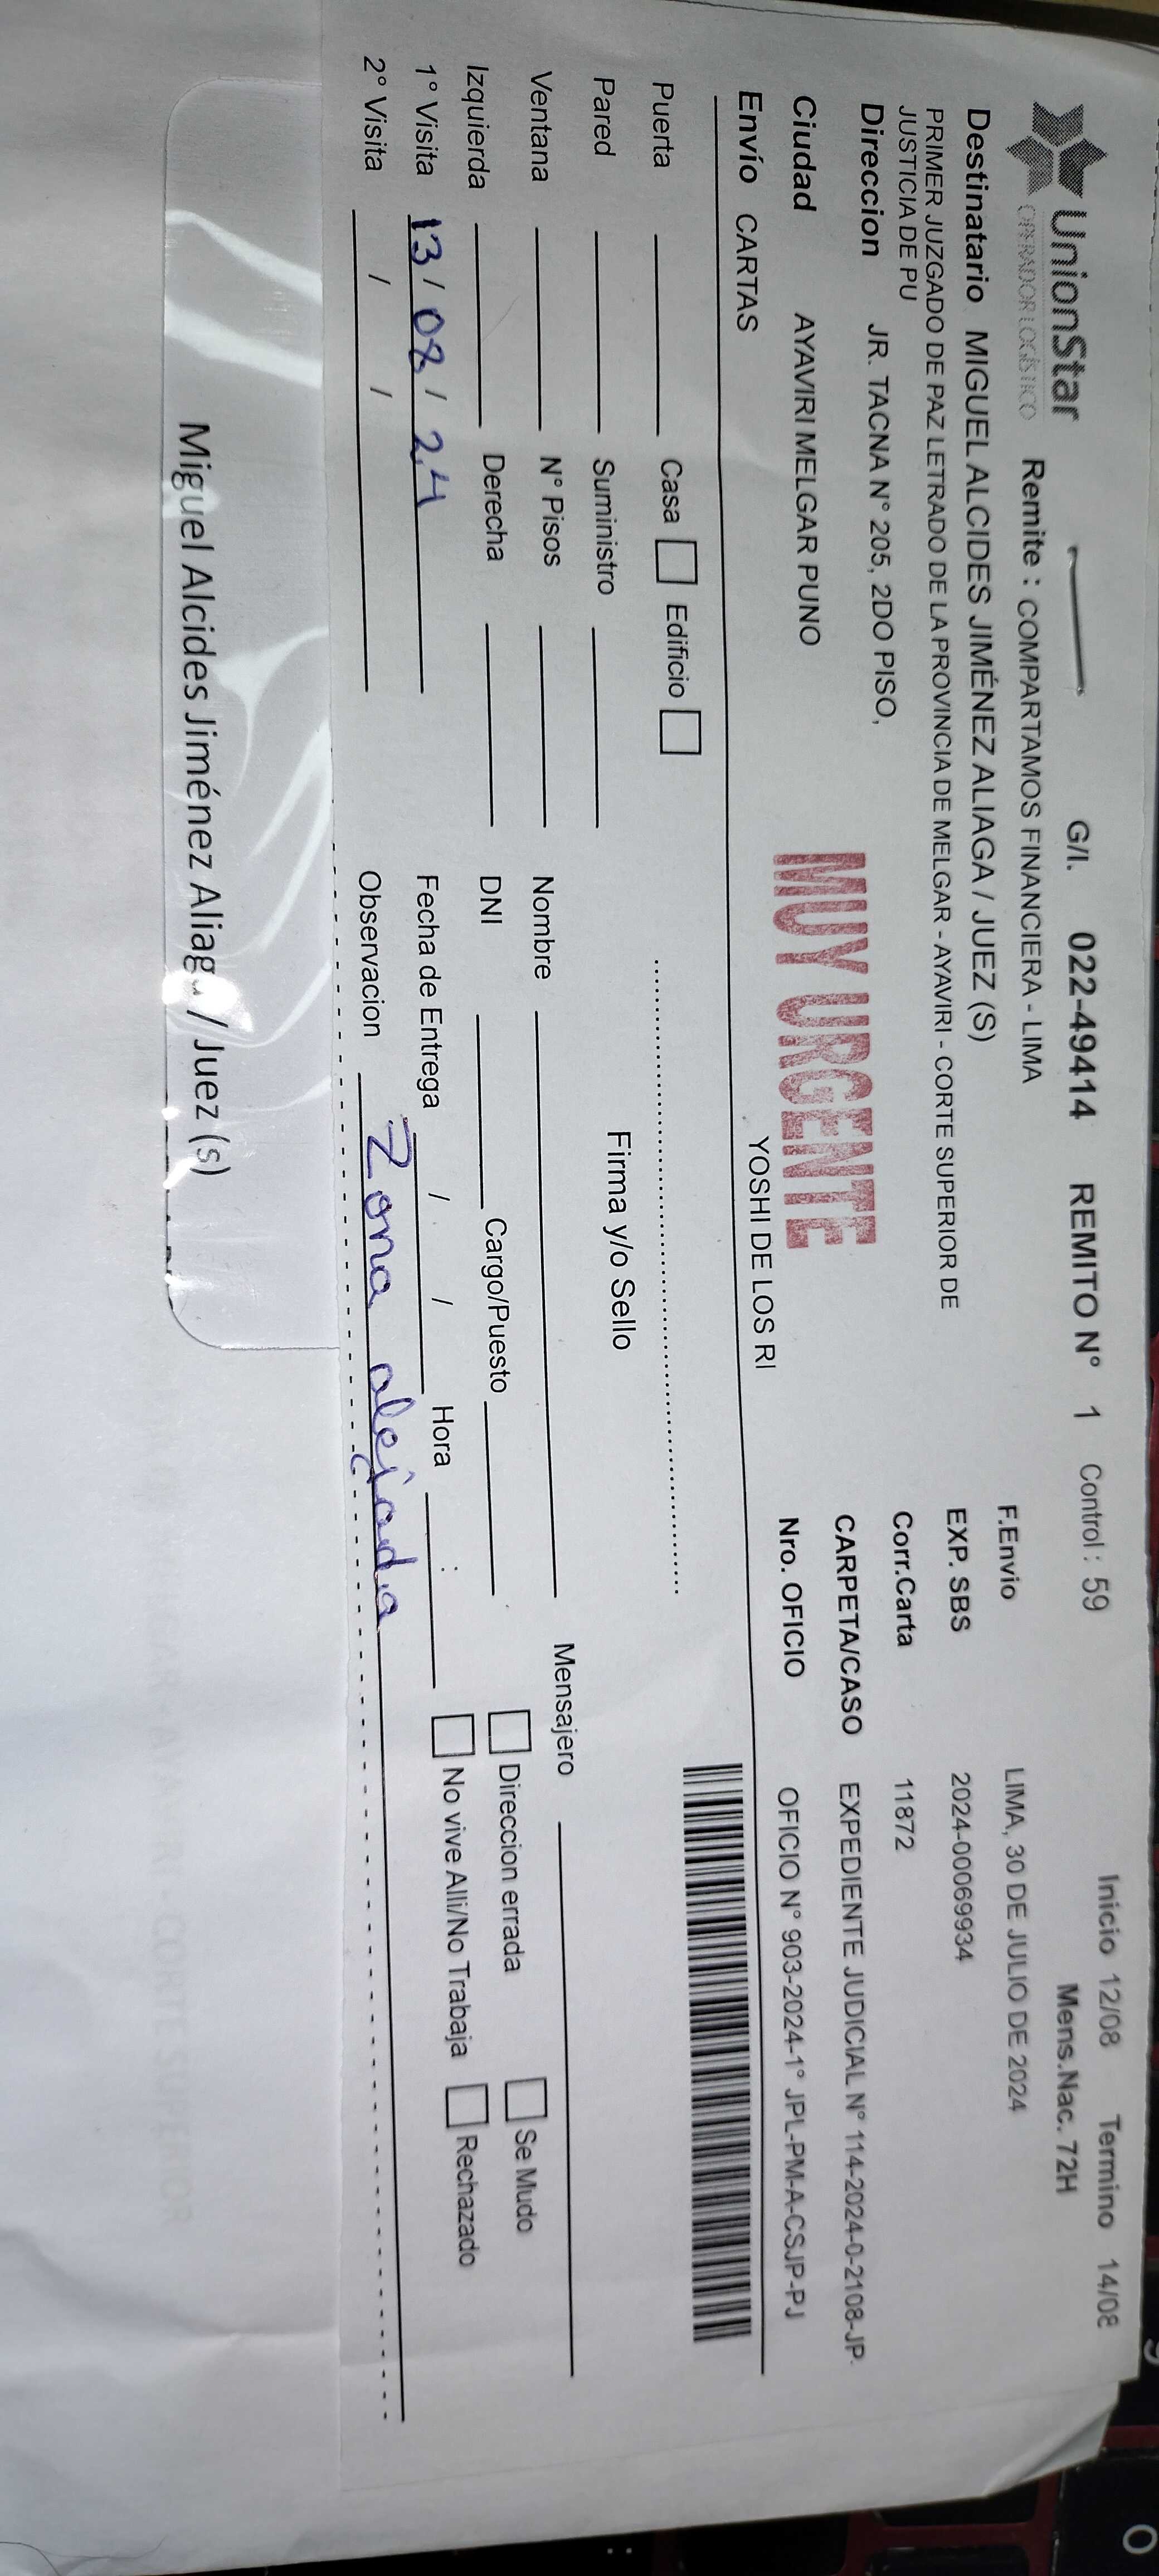 UnionStar
OPERADOR LOGÍSTICO
G/I. 022-49414 REMITO N° 1 Control : 59
Inicio 12/08 Termino 14/08
Mens.Nac. 72H
Remite : COMPARTAMOS FINANCIERA - LIMA
F.Envio LIMA, 30 DE JULIO DE 2024
Destinatario MIGUEL ALCIDES JIMÉNEZ ALIAGA / JUEZ (S)
EXP. SBS 2024-00069934
PRIMER JUZGADO DE PAZ LETRADO DE LA PROVINCIA DE MELGAR - AYAVIRI - CORTE SUPERIOR DE
JUSTICIA DE PU
Corr.Carta 11872
Direccion JR. TACNA N° 205, 2DO PISO,
CARPETA/CASO EXPEDIENTE JUDICIAL N° 114-2024-0-2108-JP.
MUY URGENTE
Ciudad AYAVIRI MELGAR PUNO
Nro. OFICIO OFICIO N° 903-2024-1° JPL-PM-A-CSJP-PJ
Envío CARTAS
YOSHI DE LOS RI
Puerta Casa Edificio
Pared Suministro Firma y/o Sello
Ventana N° Pisos Nombre Mensajero
Izquierda Derecha DNI Cargo/Puesto Direccion errada Se Mudo
1° Visita 13/08/24 Fecha de Entrega / / Hora : No vive Alli/No Trabaja Rechazado
2° Visita / / Observacion Zona alejada
Miguel Alcides Jiménez Aliaga / Juez (s)
CORTE SUPERIOR